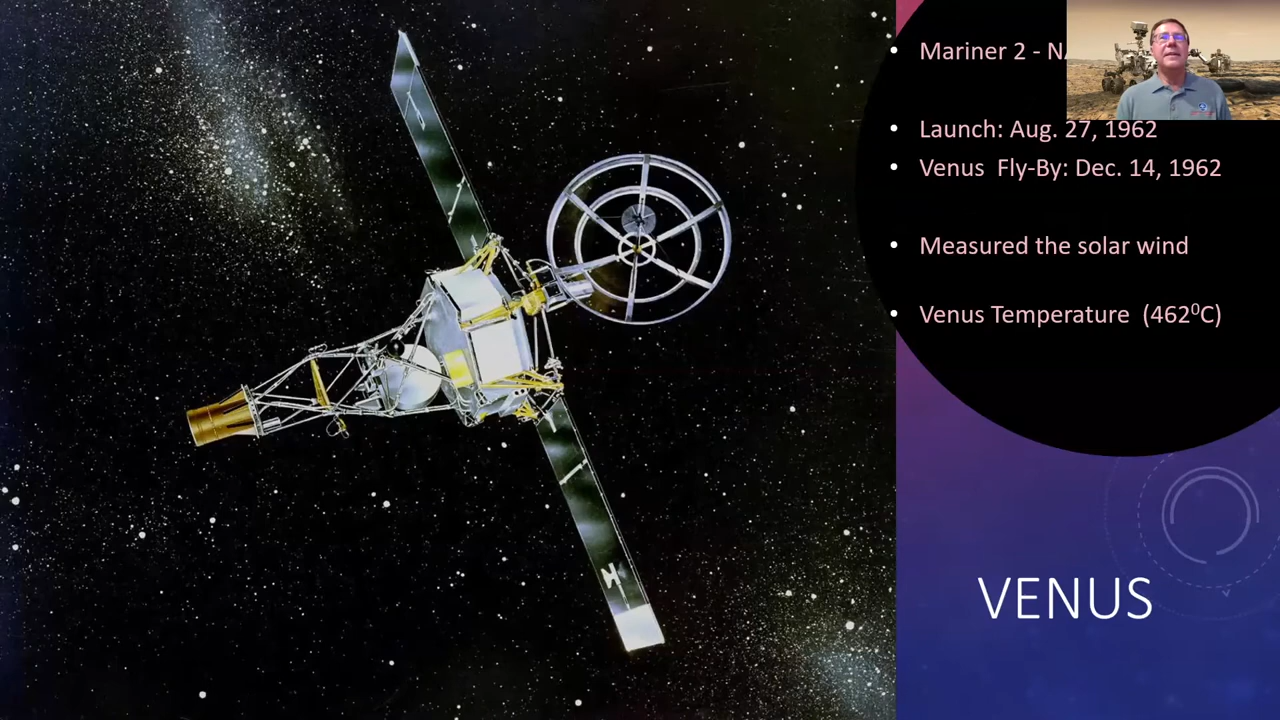 Mariner 2 - N
Launch: Aug. 27, 1962
Venus Fly-By: Dec. 14, 1962
Measured the solar wind
Venus Temperature (462⁰C)
VENUS